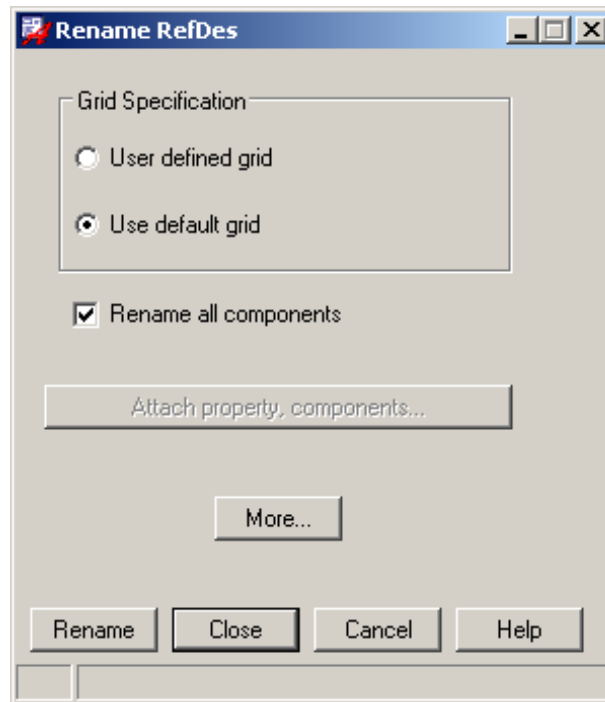 Rename RefDes
Grid Specification
User defined grid
Use default grid
Rename all components
Attach property, components...
More...
Rename Close Cancel Help